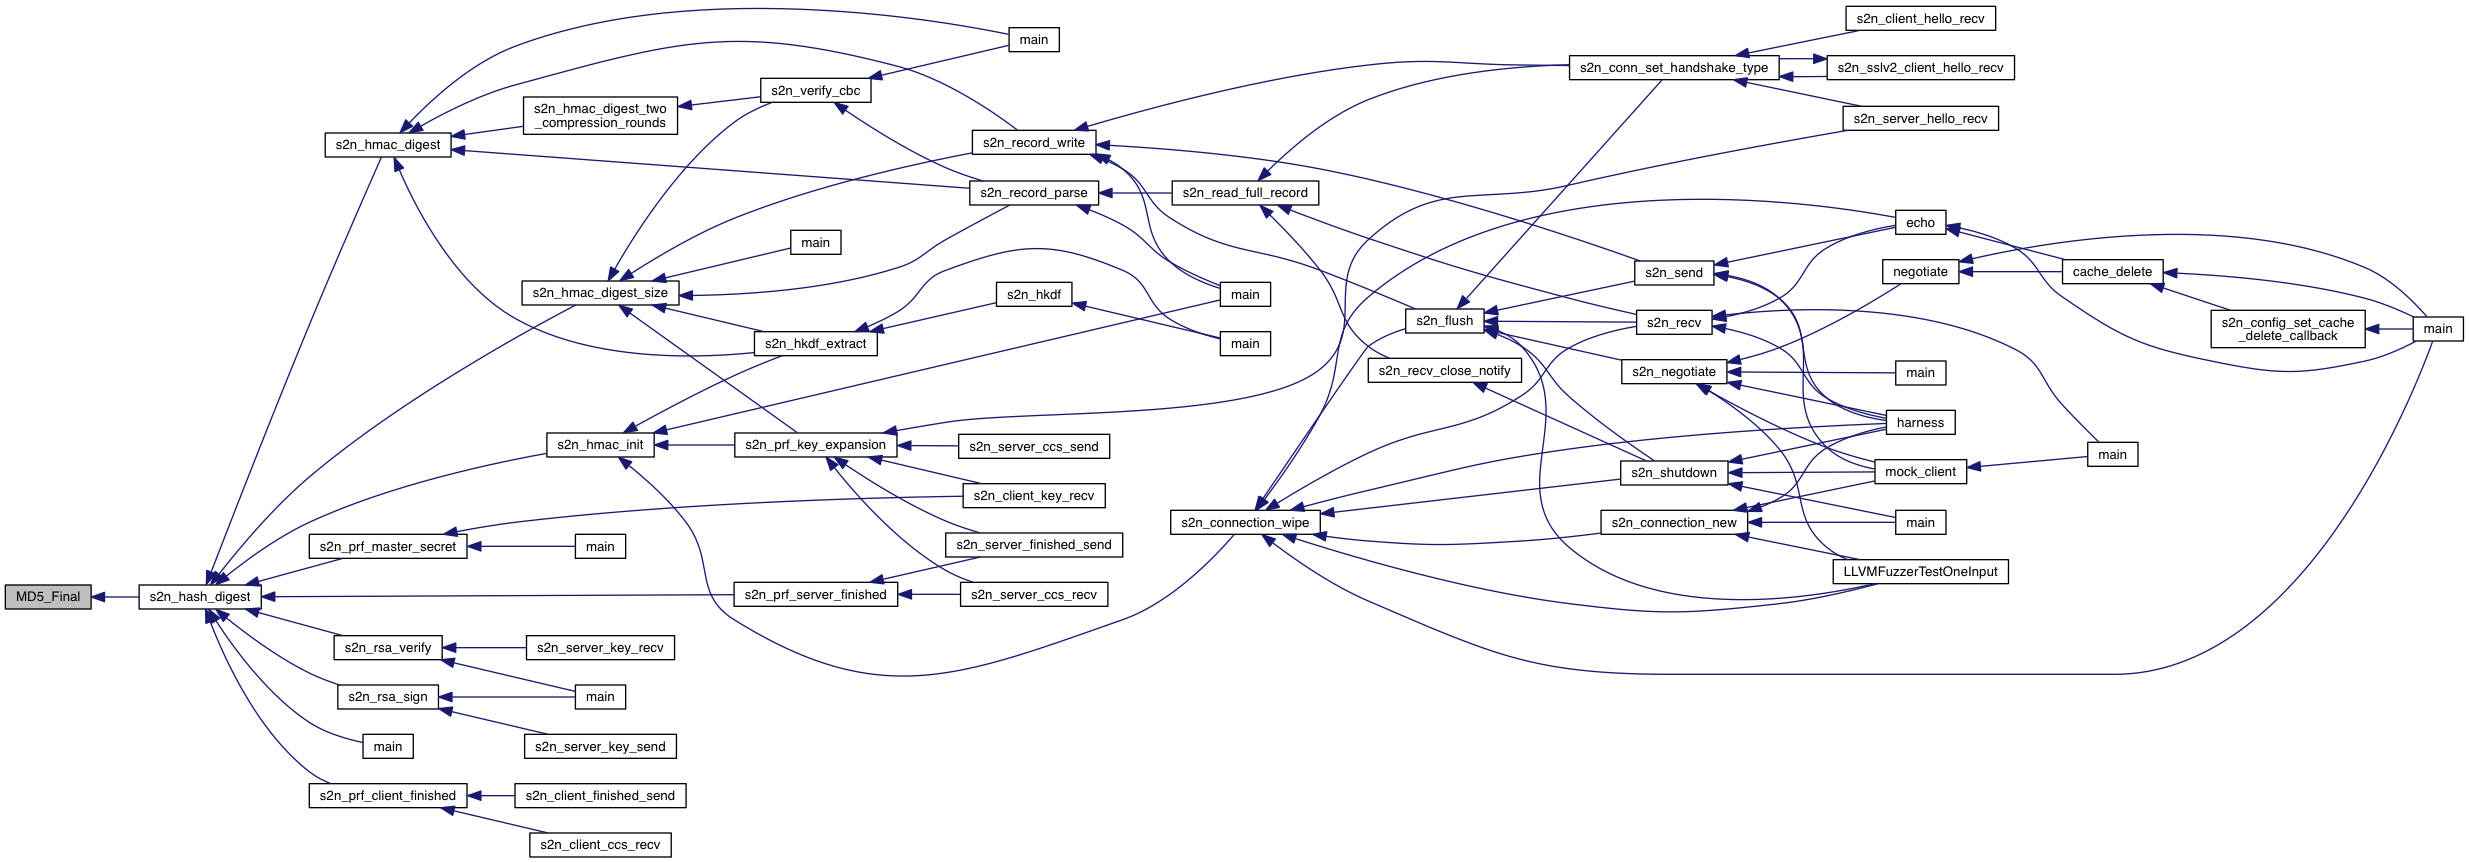 MD5_Final
s2n_hash_digest
s2n_hmac_digest
s2n_prf_master_secret
s2n_rsa_verify
s2n_rsa_sign
main
s2n_prf_client_finished
s2n_hmac_digest_two
_compression_rounds
s2n_hmac_digest_size
s2n_hmac_init
main
s2n_server_key_recv
main
s2n_server_key_send
s2n_client_finished_send
s2n_client_ccs_recv
s2n_verify_cbc
main
s2n_hkdf_extract
s2n_prf_key_expansion
s2n_prf_server_finished
main
s2n_record_write
s2n_record_parse
s2n_hkdf
s2n_server_ccs_send
s2n_client_key_recv
s2n_server_finished_send
s2n_server_ccs_recv
s2n_read_full_record
main
main
s2n_connection_wipe
s2n_flush
s2n_recv_close_notify
s2n_conn_set_handshake_type
s2n_send
s2n_recv
s2n_negotiate
s2n_shutdown
s2n_connection_new
s2n_client_hello_recv
s2n_sslv2_client_hello_recv
s2n_server_hello_recv
echo
negotiate
main
harness
mock_client
main
LLVMFuzzerTestOneInput
cache_delete
main
s2n_config_set_cache
_delete_callback
main